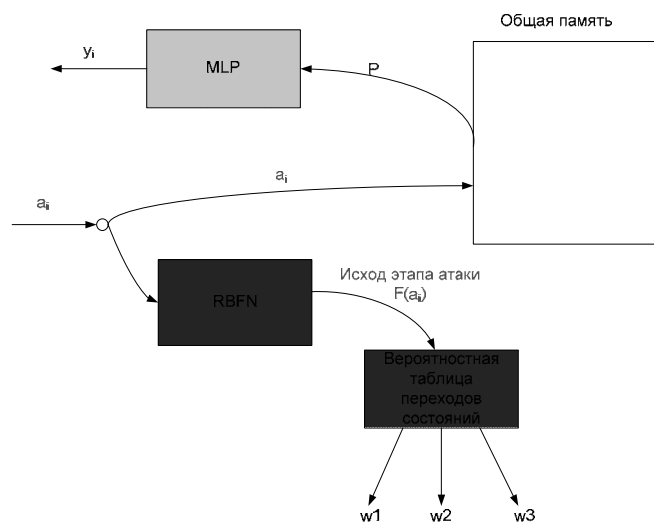 Общая память
yᵢ
MLP
P
aᵢ
aᵢᵢ
Исход этапа атаки
F(aᵢᵢ)
RBFN
Вероятностная
таблица
переходов
состояний
w1 w2 w3